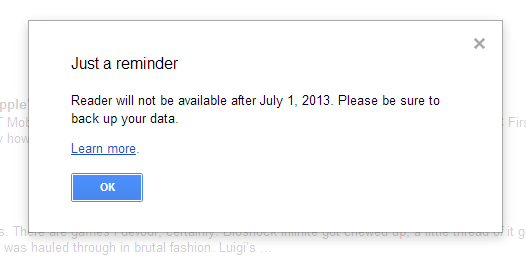 Just a reminder
Reader will not be available after July 1, 2013. Please be sure to
back up your data.
Learn more.
OK
pple'
T Mob
C Firs
y how
s. There are games I devour, certainly. Bioshock Infinite got chewed up, a little thread of it g
was hauled through in brutal fashion. Luigi's ...